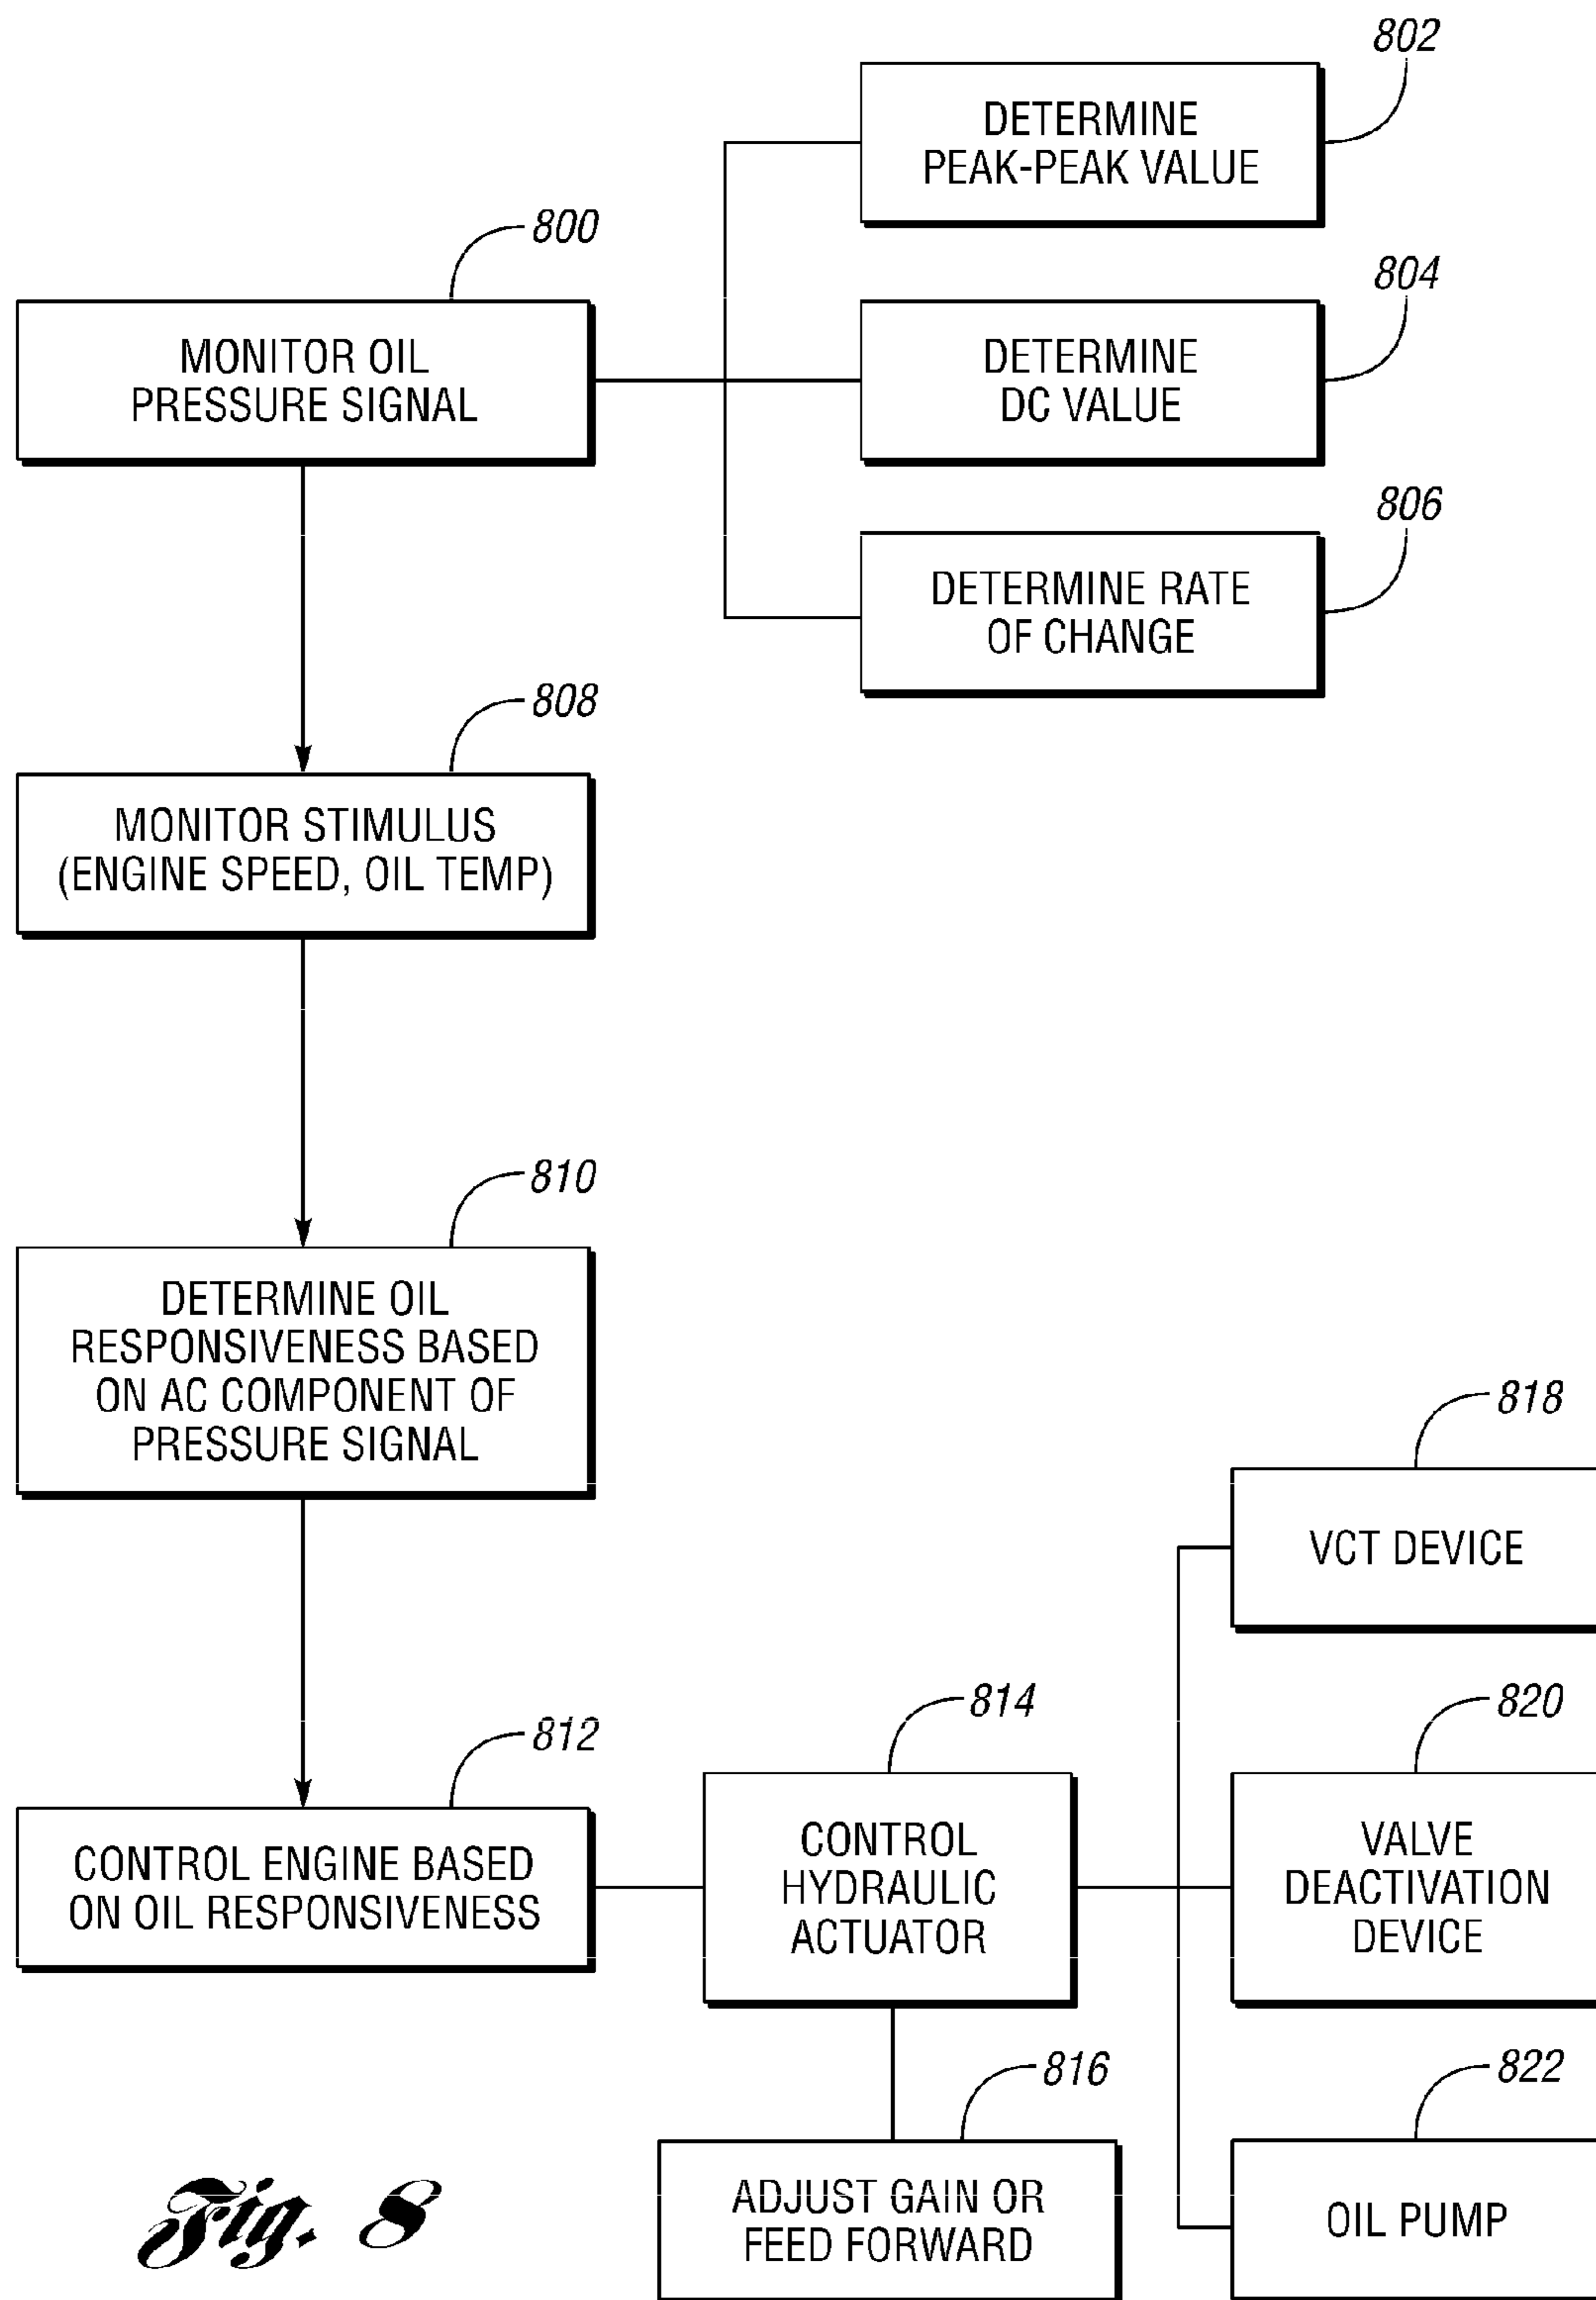 802
DETERMINE
PEAK-PEAK VALUE
800
MONITOR OIL
PRESSURE SIGNAL
804
DETERMINE
DC VALUE
806
DETERMINE RATE
OF CHANGE
808
MONITOR STIMULUS
(ENGINE SPEED, OIL TEMP)
810
DETERMINE OIL
RESPONSIVENESS BASED
ON AC COMPONENT OF
PRESSURE SIGNAL
812
CONTROL ENGINE BASED
ON OIL RESPONSIVENESS
814
CONTROL
HYDRAULIC
ACTUATOR
816
ADJUST GAIN OR
FEED FORWARD
818
VCT DEVICE
820
VALVE
DEACTIVATION
DEVICE
822
OIL PUMP
Fig. 8